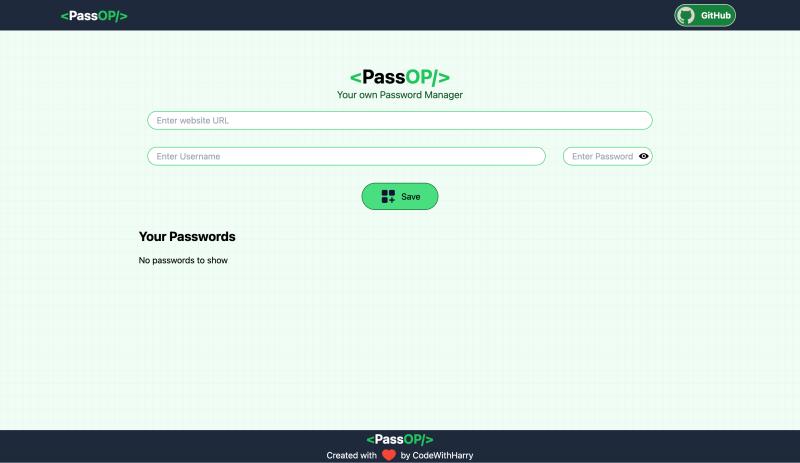 <PassOP/>
GitHub
<PassOP/>
Your own Password Manager
Enter website URL
Enter Username
Enter Password
Save
Your Passwords
No passwords to show
<PassOP/>
Created with by CodeWithHarry